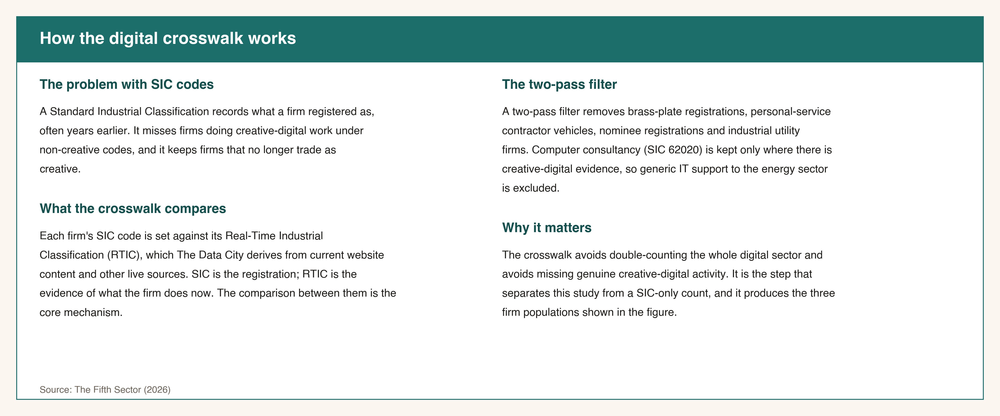 How the digital crosswalk works
The problem with SIC codes
A Standard Industrial Classification records what a firm registered as,
often years earlier. It misses firms doing creative-digital work under
non-creative codes, and it keeps firms that no longer trade as
creative.
What the crosswalk compares
Each firm's SIC code is set against its Real-Time Industrial
Classification (RTIC), which The Data City derives from current website
content and other live sources. SIC is the registration; RTIC is the
evidence of what the firm does now. The comparison between them is the
core mechanism.
The two-pass filter
A two-pass filter removes brass-plate registrations, personal-service
contractor vehicles, nominee registrations and industrial utility
firms. Computer consultancy (SIC 62020) is kept only where there is
creative-digital evidence, so generic IT support to the energy sector
is excluded.
Why it matters
The crosswalk avoids double-counting the whole digital sector and
avoids missing genuine creative-digital activity. It is the step that
separates this study from a SIC-only count, and it produces the three
firm populations shown in the figure.
Source: The Fifth Sector (2026)